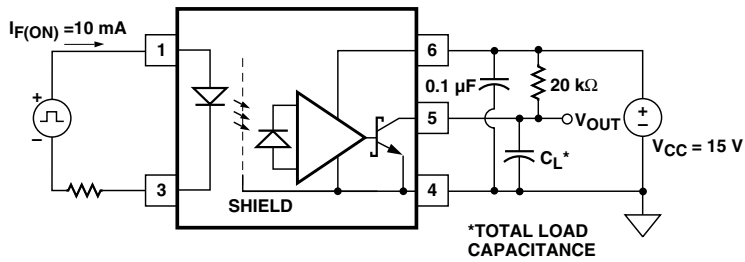 I_F(ON) =10 mA
1
6
0.1 µF
20 kΩ
+
–
5
V_OUT
+
–
V_CC = 15 V
C_L*
3
4
SHIELD
*TOTAL LOAD
CAPACITANCE